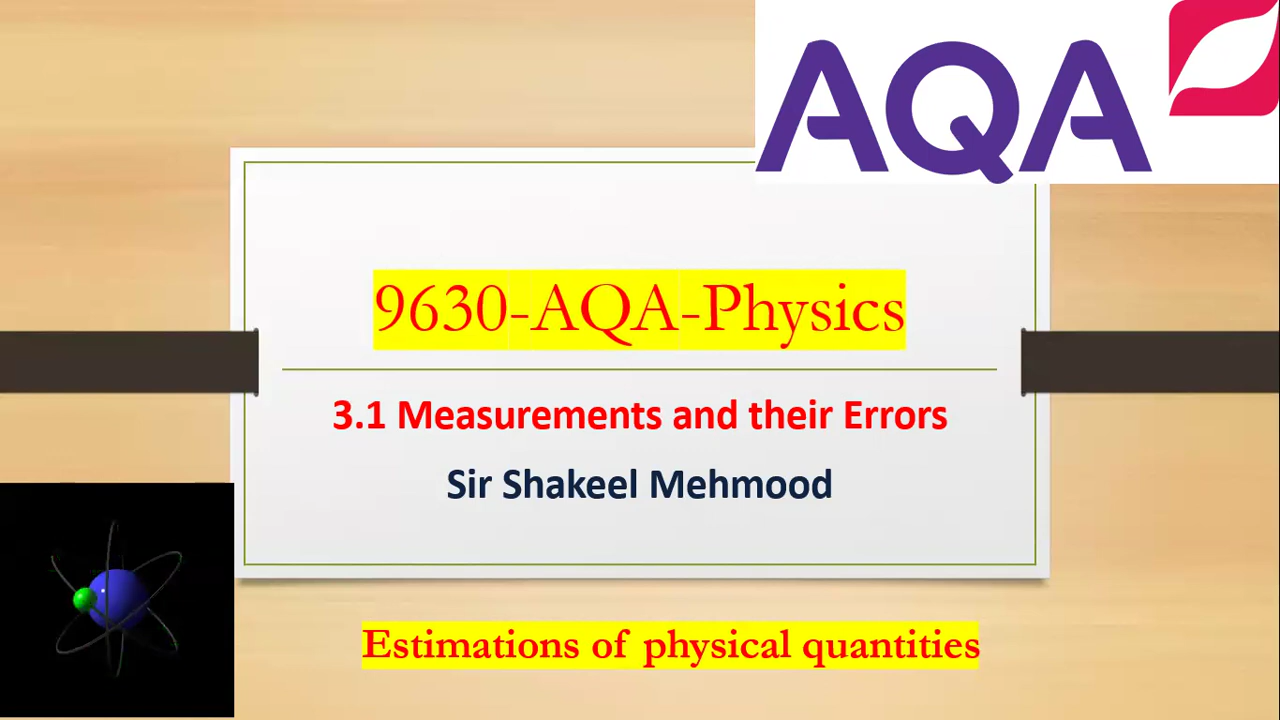 AQA
9630-AQA-Physics
3.1 Measurements and their Errors
Sir Shakeel Mehmood
Estimations of physical quantities